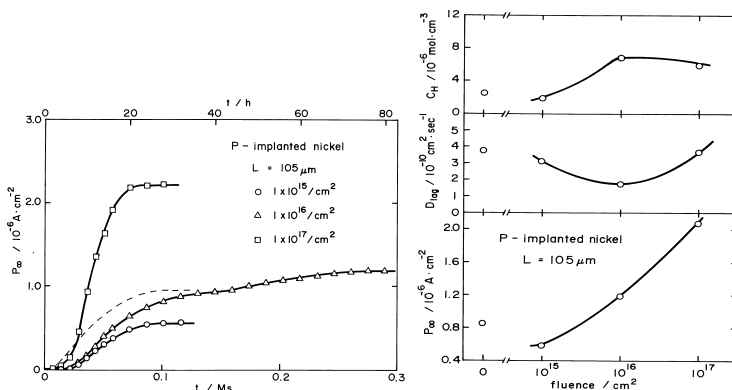 t / h
0 20 40 60 80
3.0
2.0
1.0
0
P∞ / 10⁻⁶ A · cm⁻²
P - implanted nickel
L = 105 μm
○ 1 x 10¹⁵/cm²
△ 1 x 10¹⁶/cm²
□ 1 x 10¹⁷/cm²
0 0.1 0.2 0.3
t / Ms
C_H / 10⁻⁶ mol · cm⁻³
8
4
0
D_lag / 10⁻¹⁰ cm² · sec⁻¹
5
4
3
2
1
0
P∞ / 10⁻⁶ A · cm⁻²
2.0
1.6
1.2
0.8
0.4
P - implanted nickel
L = 105 μm
0 10¹⁵ 10¹⁶ 10¹⁷
fluence / cm²